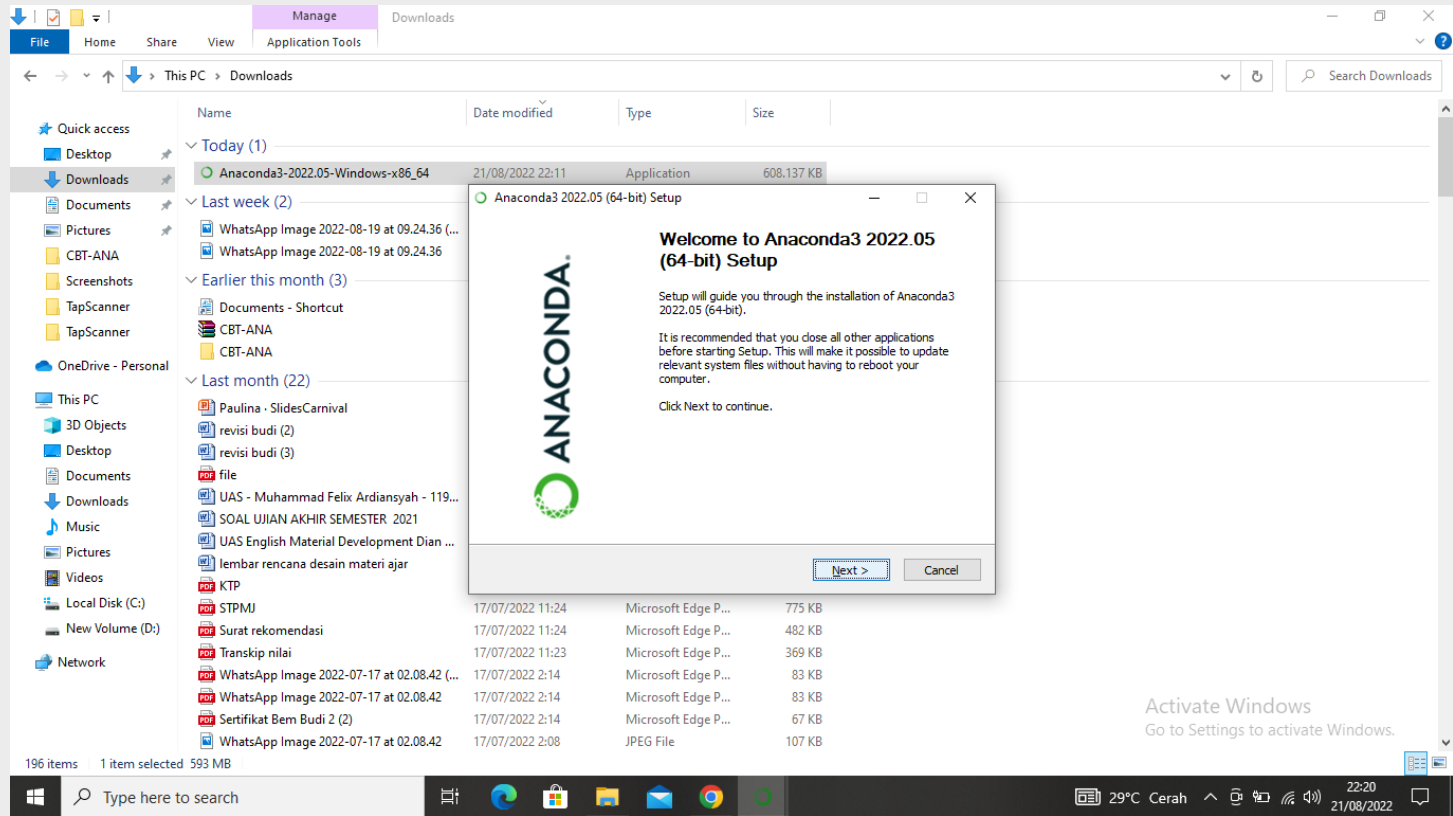 Manage
Downloads
File Home Share View Application Tools
This PC > Downloads
Search Downloads
Name Date modified Type Size
Quick access
Desktop
Downloads
Documents
Pictures
CBT-ANA
Screenshots
TapScanner
TapScanner
OneDrive - Personal
This PC
3D Objects
Desktop
Documents
Downloads
Music
Pictures
Videos
Local Disk (C:)
New Volume (D:)
Network
Today (1)
Anaconda3-2022.05-Windows-x86_64 21/08/2022 22:11 Application 608.137 KB
Last week (2)
WhatsApp Image 2022-08-19 at 09.24.36 (...
WhatsApp Image 2022-08-19 at 09.24.36
Earlier this month (3)
Documents - Shortcut
CBT-ANA
CBT-ANA
Last month (22)
Paulina · SlidesCarnival
revisi budi (2)
revisi budi (3)
file
UAS - Muhammad Felix Ardiansyah - 119...
SOAL UJIAN AKHIR SEMESTER 2021
UAS English Material Development Dian ...
lembar rencana desain materi ajar
KTP
STPMJ 17/07/2022 11:24 Microsoft Edge P... 775 KB
Surat rekomendasi 17/07/2022 11:24 Microsoft Edge P... 482 KB
Transkip nilai 17/07/2022 11:23 Microsoft Edge P... 369 KB
WhatsApp Image 2022-07-17 at 02.08.42 (... 17/07/2022 2:14 Microsoft Edge P... 83 KB
WhatsApp Image 2022-07-17 at 02.08.42 17/07/2022 2:14 Microsoft Edge P... 83 KB
Sertifikat Bem Budi 2 (2) 17/07/2022 2:14 Microsoft Edge P... 67 KB
WhatsApp Image 2022-07-17 at 02.08.42 17/07/2022 2:08 JPEG File 107 KB
Anaconda3 2022.05 (64-bit) Setup
ANACONDA.
Welcome to Anaconda3 2022.05
(64-bit) Setup
Setup will guide you through the installation of Anaconda3
2022.05 (64-bit).
It is recommended that you close all other applications
before starting Setup. This will make it possible to update
relevant system files without having to reboot your
computer.
Click Next to continue.
Next > Cancel
Activate Windows
Go to Settings to activate Windows.
196 items 1 item selected 593 MB
Type here to search
29°C Cerah
22:20
21/08/2022